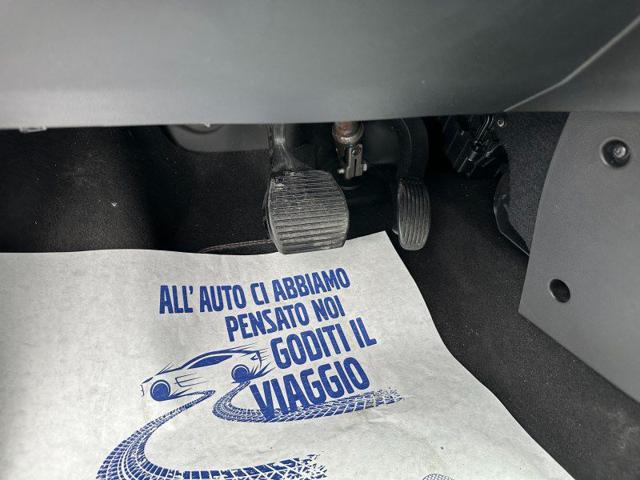 ALL' AUTO CI ABBIAMO
PENSATO NOI
GODITI IL
VIAGGIO